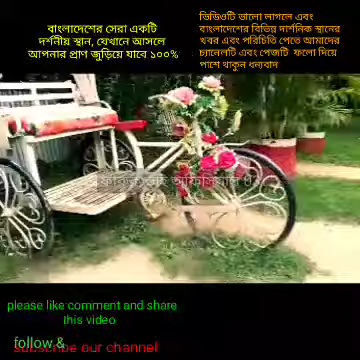 বাংলাদেশের সেরা একটি
দর্শনীয় স্থান, যেখানে আসলে
আপনার প্রাণ জুড়িয়ে যাবে ১০০%
ভিডিওটি ভালো লাগলে এবং
বাংলাদেশের বিভিন্ন দার্শনিক স্থানের
খবর এবং পরিচিতি পেতে আমাদের
চ্যানেলটি এবং পেজটি ফলো দিয়ে
পাশে থাকুন ধন্যবাদ
please like comment and share
this video
follow &
subscribe our channel